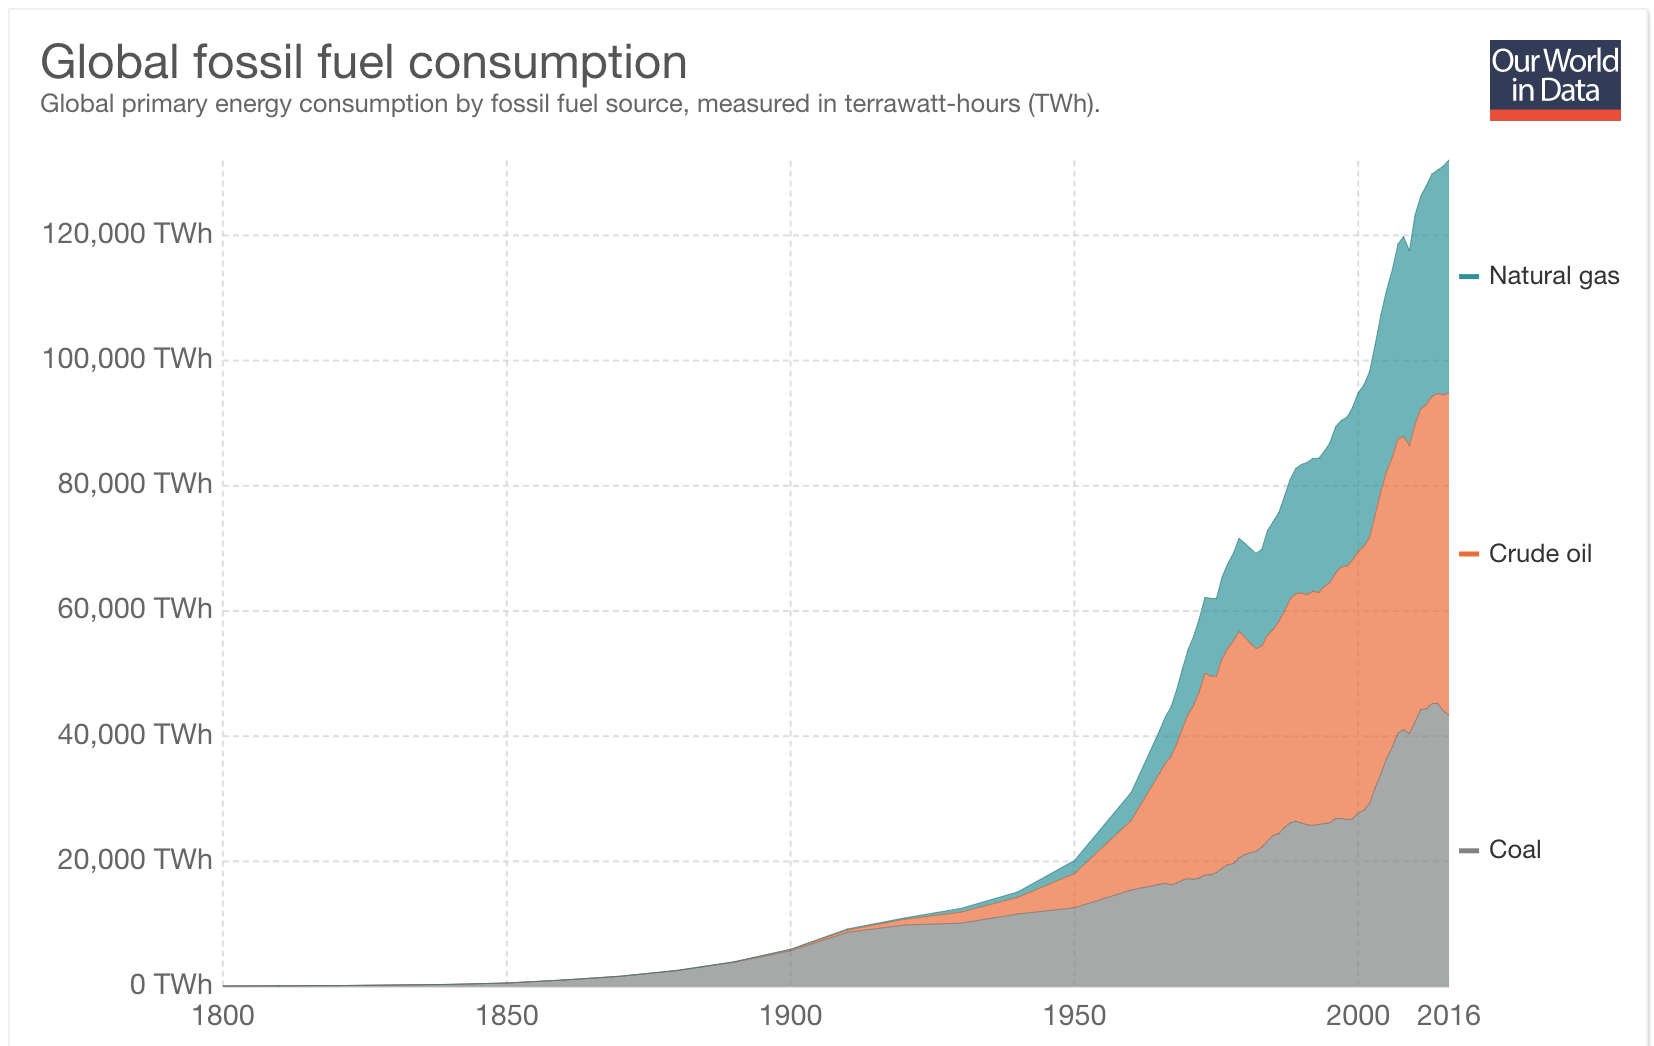 Global fossil fuel consumption
Global primary energy consumption by fossil fuel source, measured in terrawatt-hours (TWh).
Our World
in Data
120,000 TWh
100,000 TWh
80,000 TWh
60,000 TWh
40,000 TWh
20,000 TWh
0 TWh
Natural gas
Crude oil
Coal
1800 1850 1900 1950 2000 2016